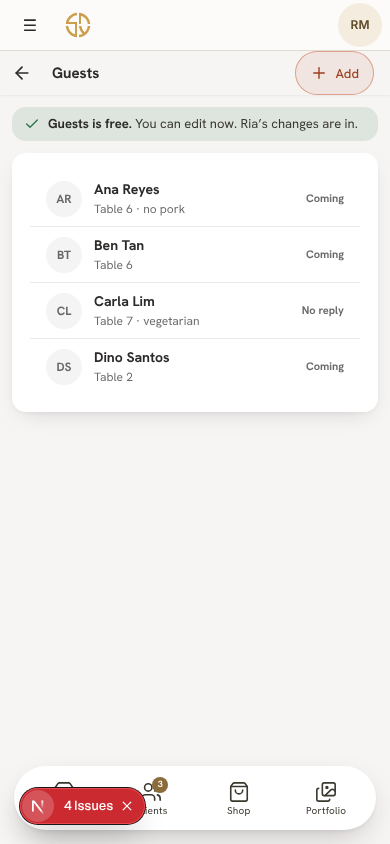 ☰
RM
Guests
+ Add
Guests is free. You can edit now. Ria’s changes are in.
AR
Ana Reyes
Table 6 · no pork
Coming
BT
Ben Tan
Table 6
Coming
CL
Carla Lim
Table 7 · vegetarian
No reply
DS
Dino Santos
Table 2
Coming
N
4 Issues
3
Shop
Portfolio